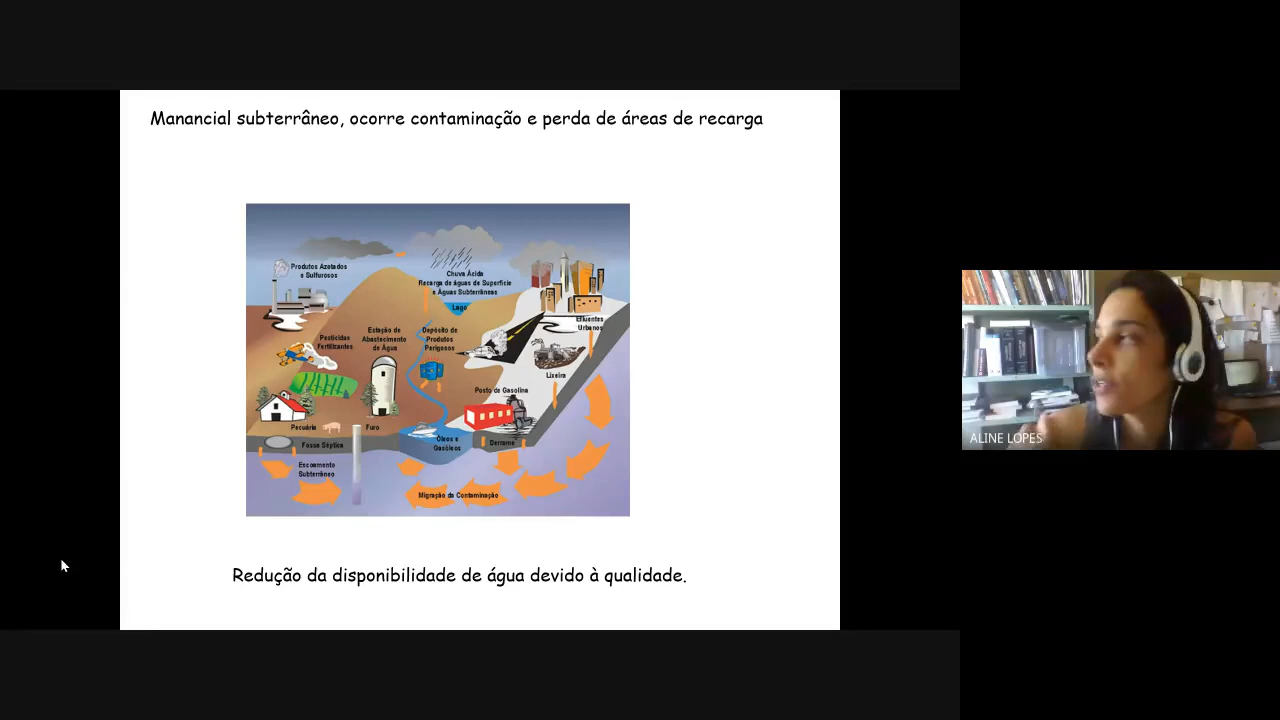 Manancial subterrâneo, ocorre contaminação e perda de áreas de recarga
Produtos Azotados
e Sulfurosos
Chuva Ácida
Recarga de águas de Superfície
e Águas Subterrâneas
Lago
Efluentes
Urbanos
Pesticidas
Fertilizantes
Estação de
Abastecimento
de Água
Depósito de
Produtos
Perigosos
Lixeira
Posto de Gasolina
Pecuária
Furo
Fossa Séptica
Óleos e
Gasóleos
Derrame
Escoamento
Subterrâneo
Migração da Contaminação
Redução da disponibilidade de água devido à qualidade.
ALINE LOPES